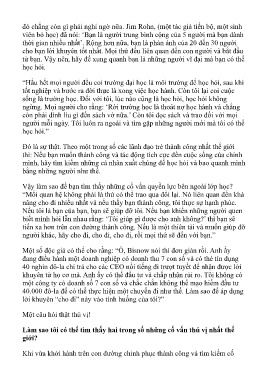 đó chẳng còn gì phải nghi ngờ nữa. Jim Rohn, (một tác giả tiến bộ, một sinh
viên bỏ học) đã nói: ‘Bạn là người trung bình cộng của 5 người mà bạn dành
thời gian nhiều nhất’. Rộng hơn nữa, bạn là phản ánh của 20 đến 30 người
cho bạn lời khuyên tốt nhất. Mọi thứ đều liên quan đến con người và bắt đầu
từ bạn. Vậy nên, hãy để xung quanh bạn là những người vĩ đại mà bạn có thể
học hỏi.
“Hầu hết mọi người đều coi trường đại học là môi trường để học hỏi, sau khi
tốt nghiệp và bước ra đời thực là xong việc học hành. Còn tôi lại coi cuộc
sống là trường học. Đối với tôi, lúc nào cũng là học hỏi, học hỏi không
ngừng. Mọi người cho rằng: ‘Rời trường học là thoát nợ học hành và chẳng
còn phải dính líu gì đến sách vở nữa.’ Còn tôi đọc sách và trao đổi với mọi
người mỗi ngày. Tôi luôn ra ngoài và tìm gặp những người mới mà tôi có thể
học hỏi.”
Đó là sự thật. Theo một trong số các lãnh đạo trẻ thành công nhất thế giới
thì: Nếu bạn muốn thành công và tác động tích cực đến cuộc sống của chính
mình, hãy tìm kiếm những cá nhân xuất chúng để học hỏi và bao quanh mình
bằng những người như thế.
Vậy làm sao để bạn tìm thấy những cố vấn quyền lực bên ngoài lớp học?
“Mối quan hệ không phải là thứ có thể trao qua đổi lại. Nó liên quan đến khả
năng cho đi nhiều nhất và nếu thấy bạn thành công, tôi thực sự hạnh phúc.
Nếu tôi là bạn của bạn, bạn sẽ giúp đỡ tôi. Nếu bạn khiến những người quen
biết mình hỏi lẫn nhau rằng: ‘Tôi giúp gì được cho anh không?’ thì bạn sẽ
tiến xa hơn trên con đường thành công. Nếu là một thiên tài và muốn giúp đỡ
người khác, hãy cho đi, cho đi, cho đi, rồi mọi thứ sẽ đến với bạn.”
Một số độc giả có thể cho rằng: “Ồ, Bisnow nói thì đơn giản rồi. Anh ấy
đang điều hành một doanh nghiệp có doanh thu 7 con số và có thể tín dụng
40 nghìn đô-la chi trả cho các CEO nổi tiếng đi trượt tuyết để nhận được lời
khuyên từ họ cơ mà. Anh ấy có thể đầu tư và chấp nhận rủi ro. Tôi không có
một công ty có doanh số 7 con số và chắc chắn không thể mạo hiểm đầu tư
40.000 đô-la để có thể thực hiện một chuyến đi như thế. Làm sao để áp dụng
lời khuyên “cho đi” này vào tình huống của tôi?”
Một câu hỏi thật thú vị!
Làm sao tôi có thể tìm thấy hai trong số những cố vấn thú vị nhất thế
giới?
Khi vừa khởi hành trên con đường chinh phục thành công và tìm kiếm cố